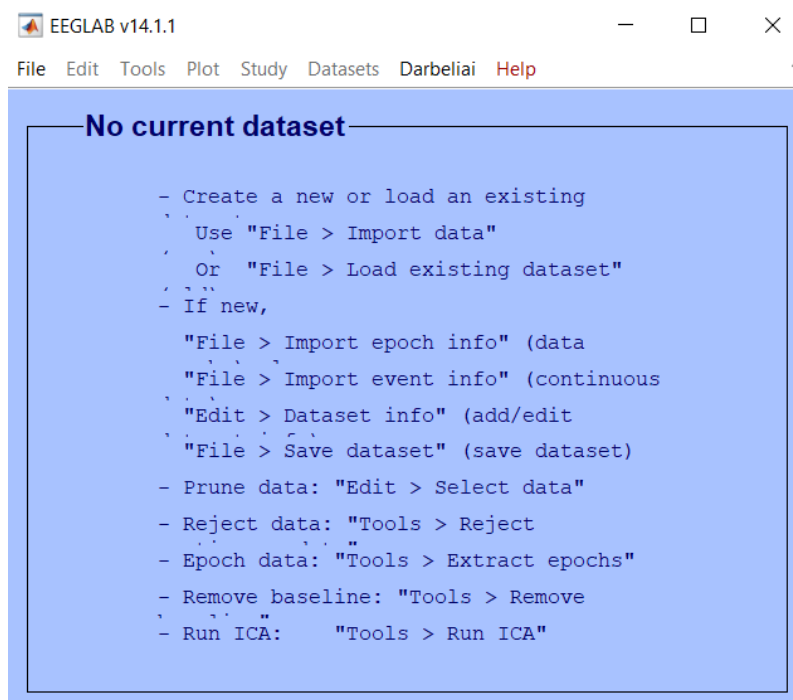 EEGLAB v14.1.1
File Edit Tools Plot Study Datasets Darbeliai Help
No current dataset
- Create a new or load an existing
Use "File > Import data"
Or "File > Load existing dataset"
- If new,
"File > Import epoch info" (data
"File > Import event info" (continuous
"Edit > Dataset info" (add/edit
"File > Save dataset" (save dataset)
- Prune data: "Edit > Select data"
- Reject data: "Tools > Reject
- Epoch data: "Tools > Extract epochs"
- Remove baseline: "Tools > Remove
- Run ICA: "Tools > Run ICA"